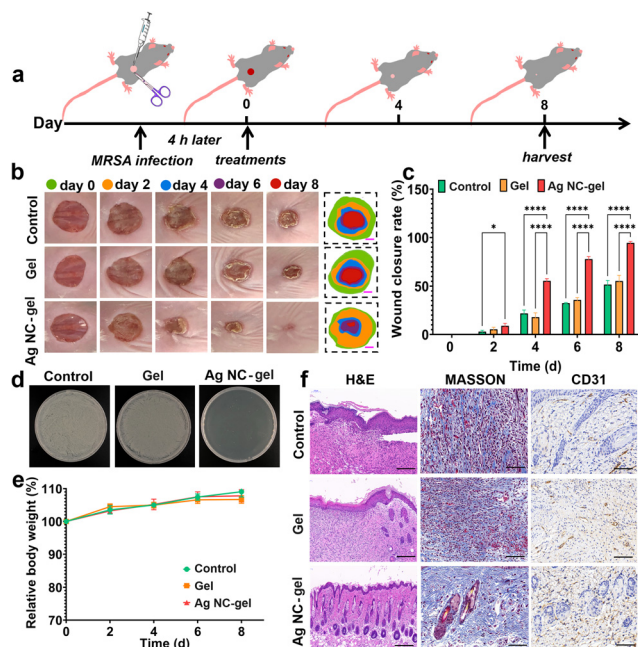 a
Day
0
4
8
4 h later
MRSA infection
treatments
harvest
b
day 0
day 2
day 4
day 6
day 8
Control
Gel
Ag NC-gel
c
Control
Gel
Ag NC-gel
Wound closure rate (%)
150
100
50
0
*
****
****
****
****
****
****
0
2
4
6
8
Time (d)
d
Control
Gel
Ag NC-gel
e
Relative body weight (%)
110
100
90
80
70
Control
Gel
Ag NC-gel
0
2
4
6
8
Time (d)
f
H&E
MASSON
CD31
Control
Gel
Ag NC-gel